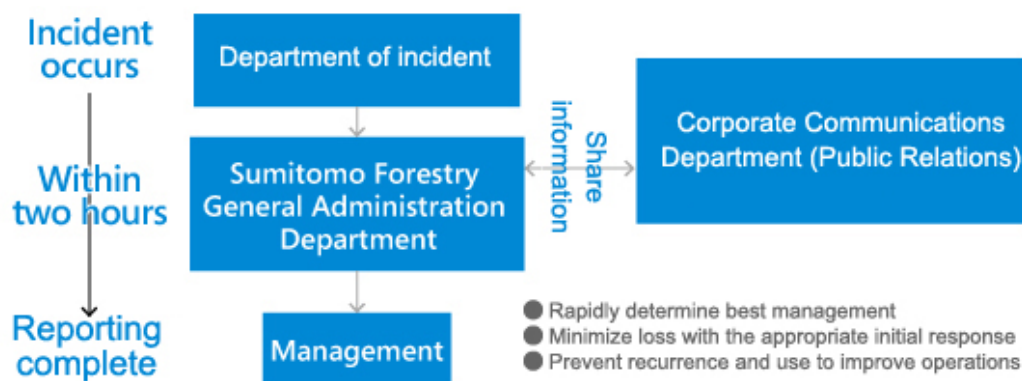 Incident
occurs
Department of incident
Within
two hours
Sumitomo Forestry
General Administration
Department
Share
information
Corporate Communications
Department (Public Relations)
Reporting
complete
Management
● Rapidly determine best management
● Minimize loss with the appropriate initial response
● Prevent recurrence and use to improve operations